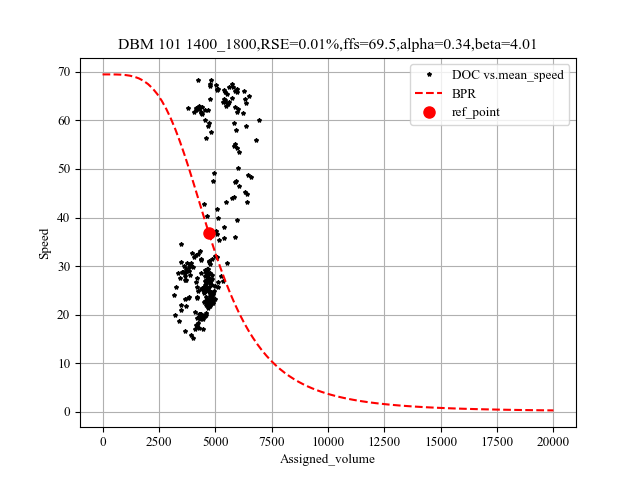 DBM 101 1400_1800,RSE=0.01%,ffs=69.5,alpha=0.34,beta=4.01
DOC vs.mean_speed
BPR
ref_point
70
60
50
40
30
20
10
0
Speed
0
2500
5000
7500
10000
12500
15000
17500
20000
Assigned_volume